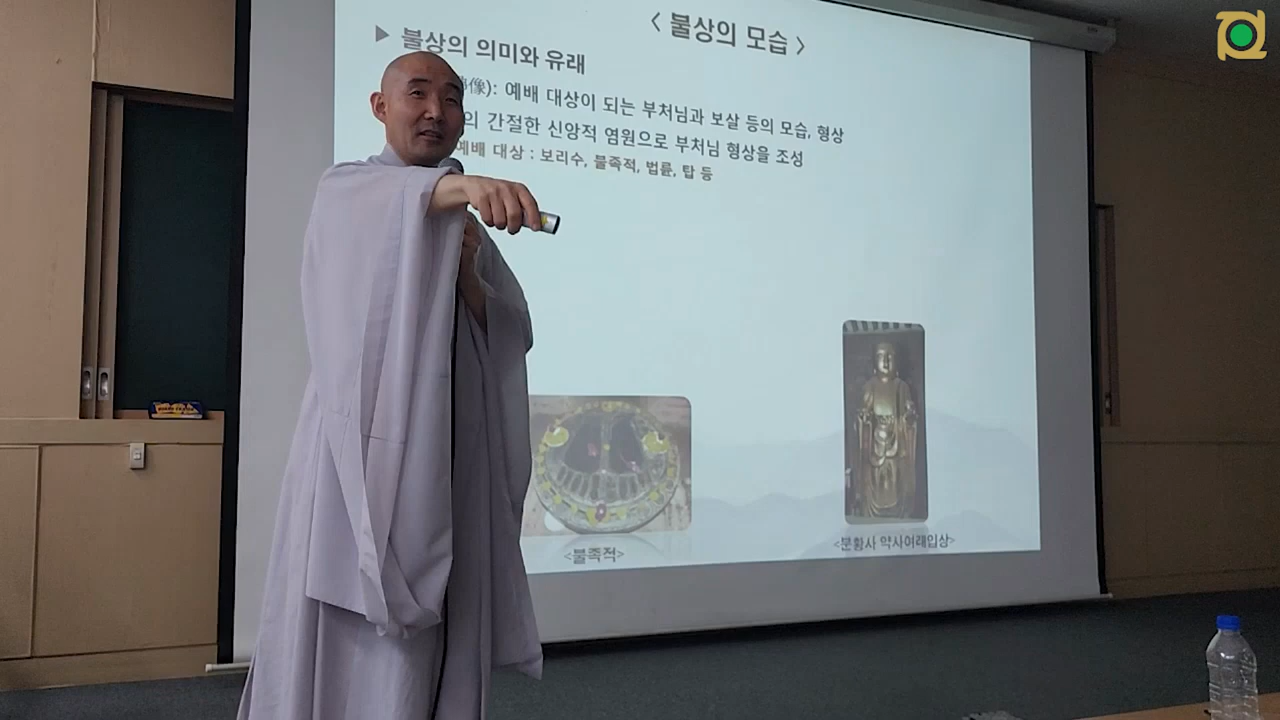 < 불상의 모습 >
▶ 불상의 의미와 유래
像): 예배 대상이 되는 부처님과 보살 등의 모습, 형상
의 간절한 신앙적 염원으로 부처님 형상을 조성
예배 대상 : 보리수, 불족적, 법륜, 탑 등
<불족적>
<분황사 약사여래입상>